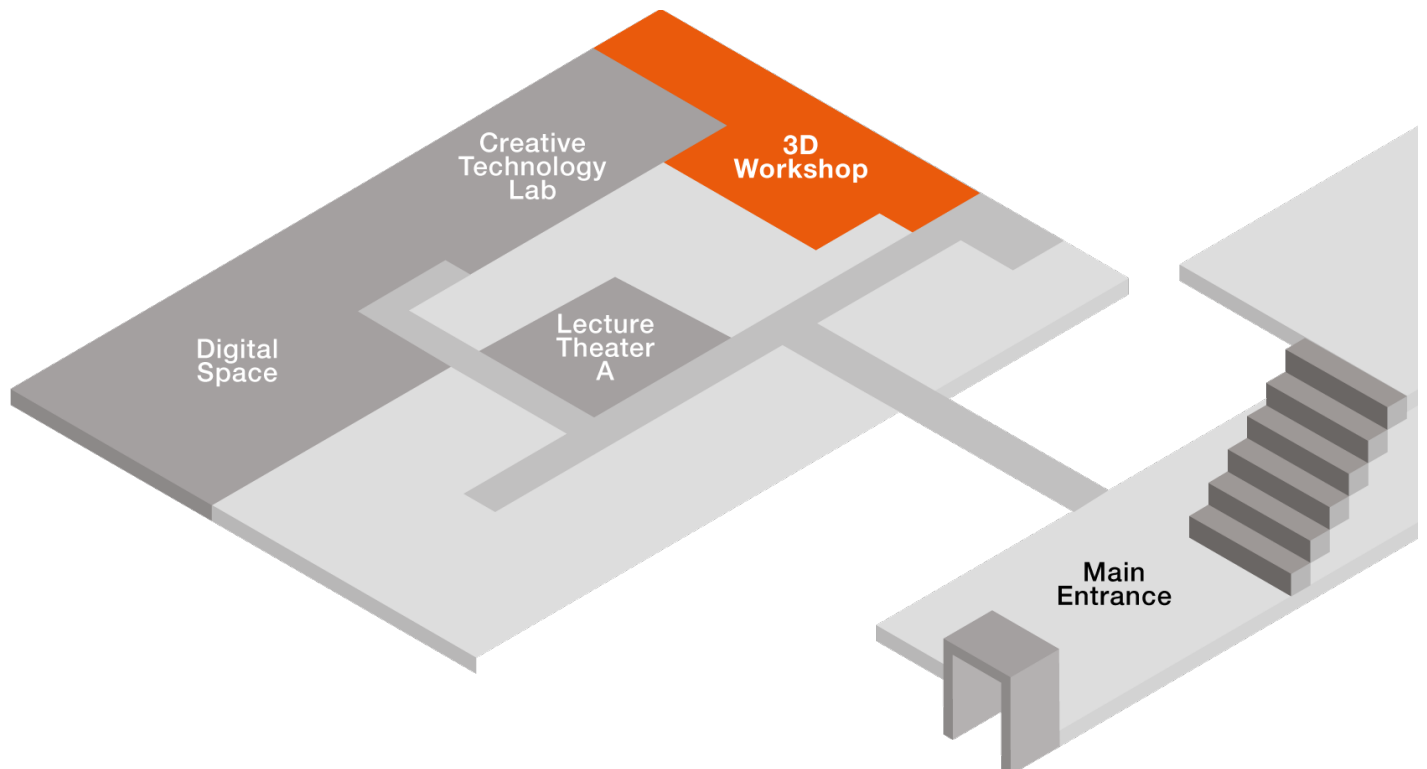 Creative
Technology
Lab
3D
Workshop
Digital
Space
Lecture
Theater
A
Main
Entrance